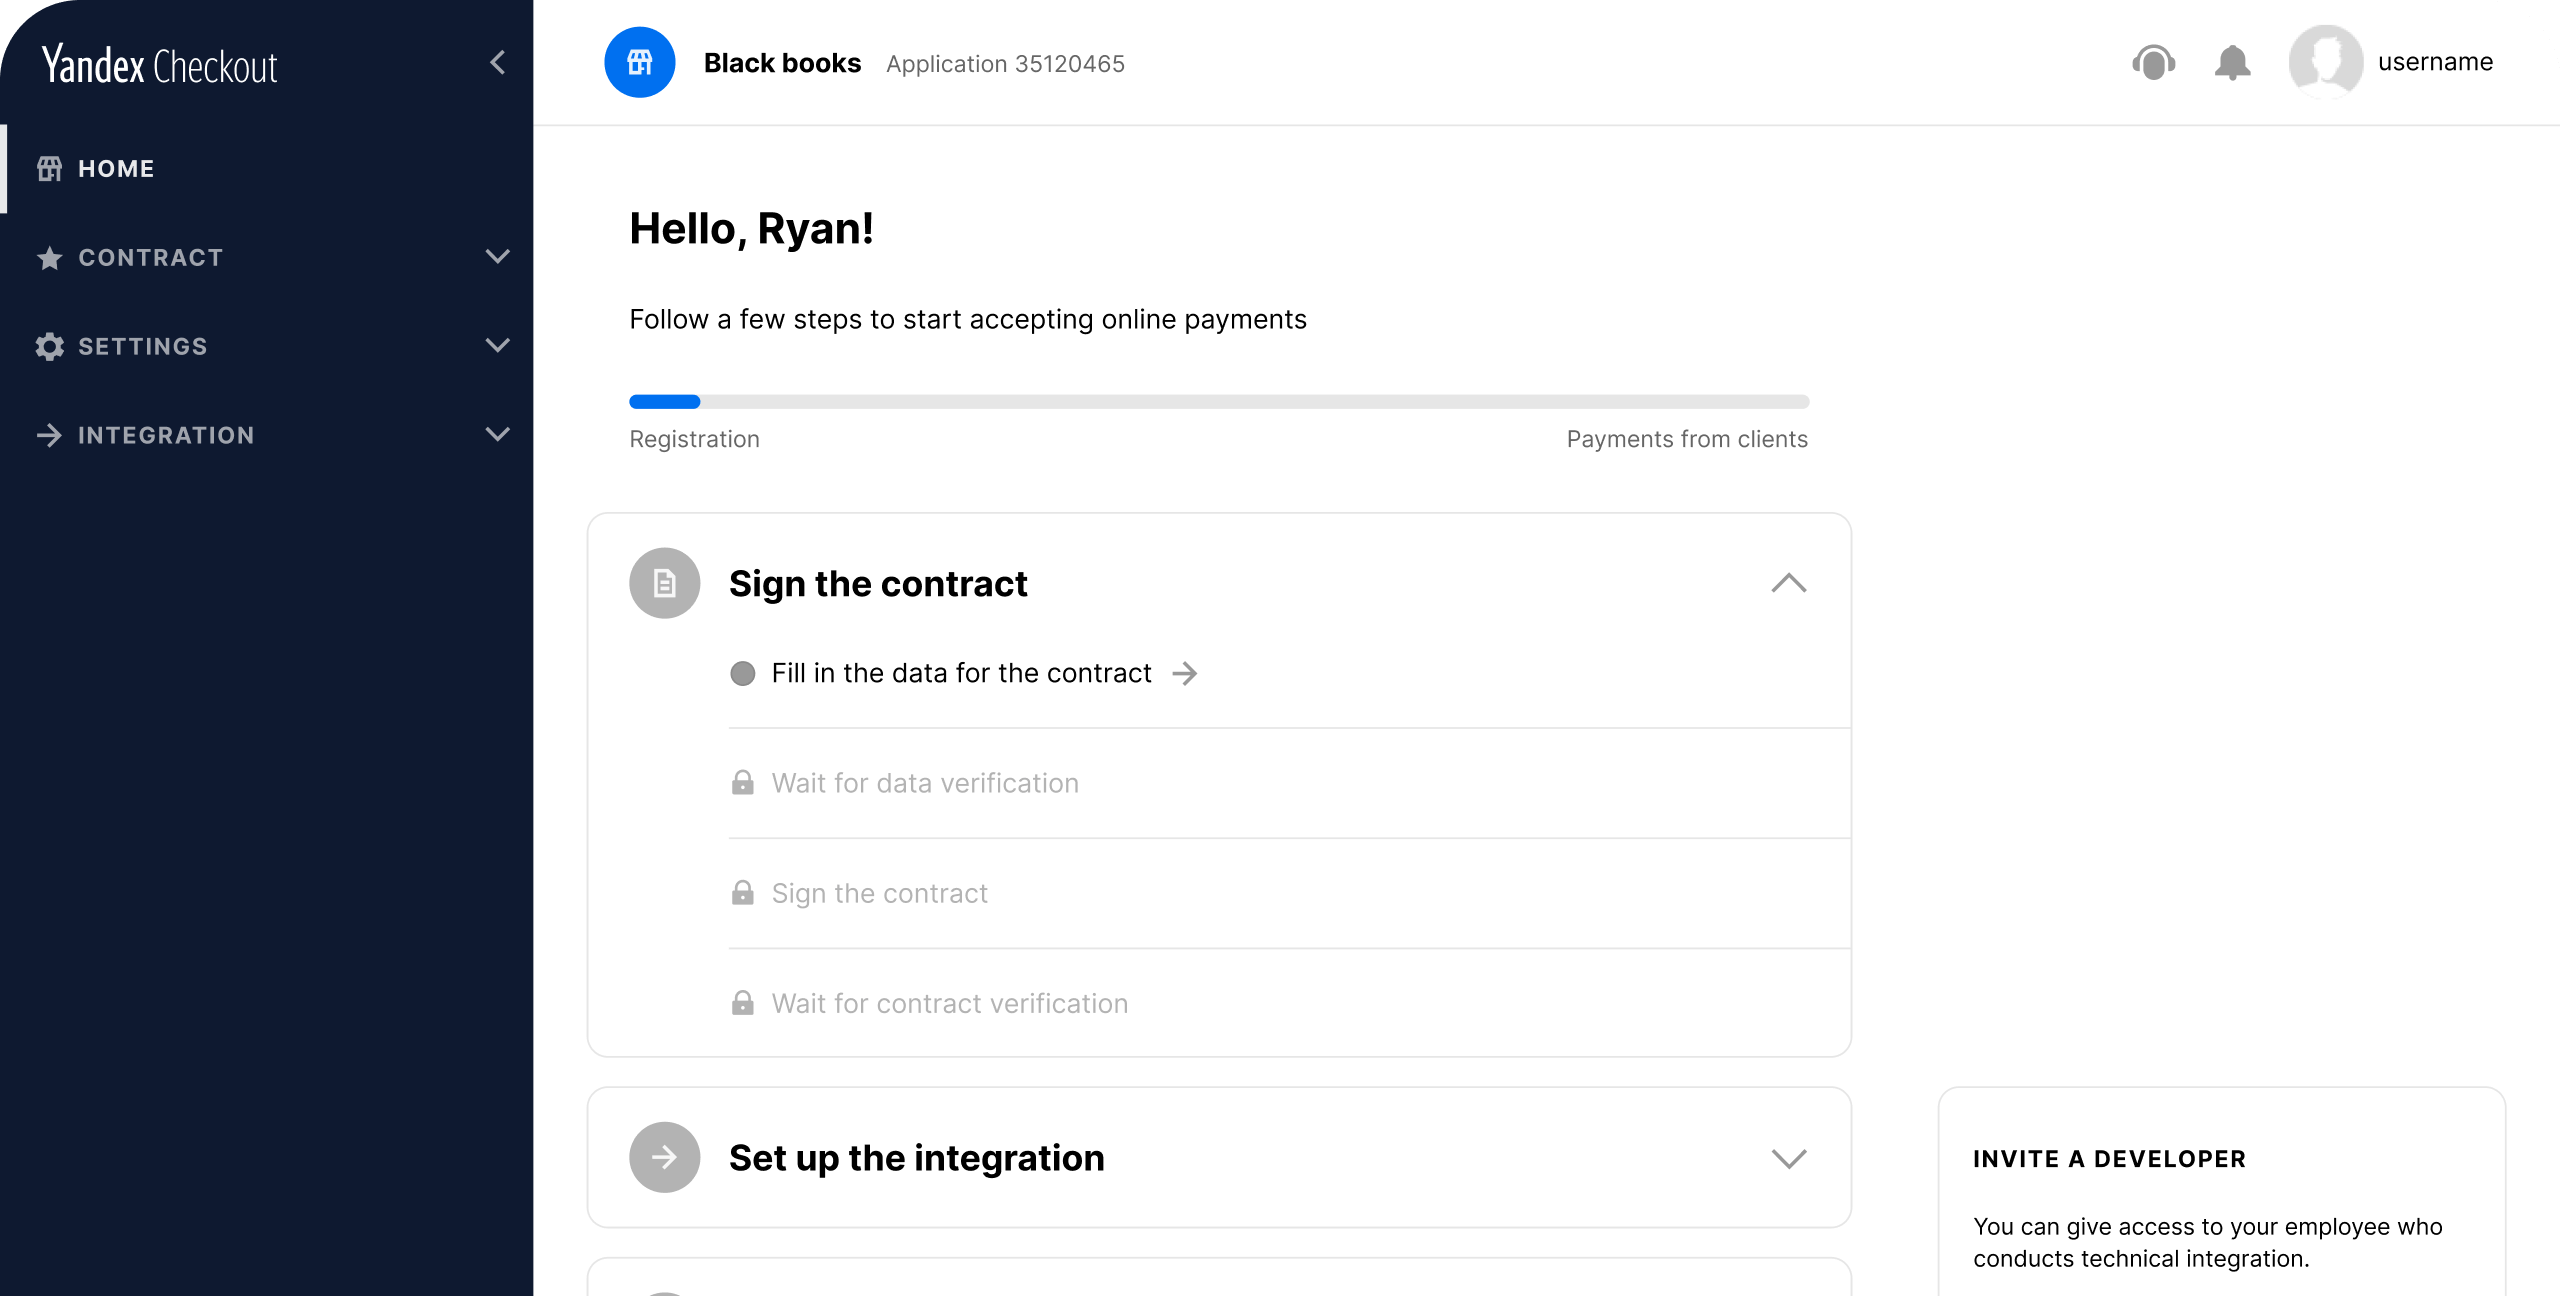 Yandex Checkout
HOME
CONTRACT
SETTINGS
INTEGRATION
Black books Application 35120465
username
Hello, Ryan!
Follow a few steps to start accepting online payments
Registration
Payments from clients
Sign the contract
Fill in the data for the contract
Wait for data verification
Sign the contract
Wait for contract verification
Set up the integration
INVITE A DEVELOPER
You can give access to your employee who
conducts technical integration.